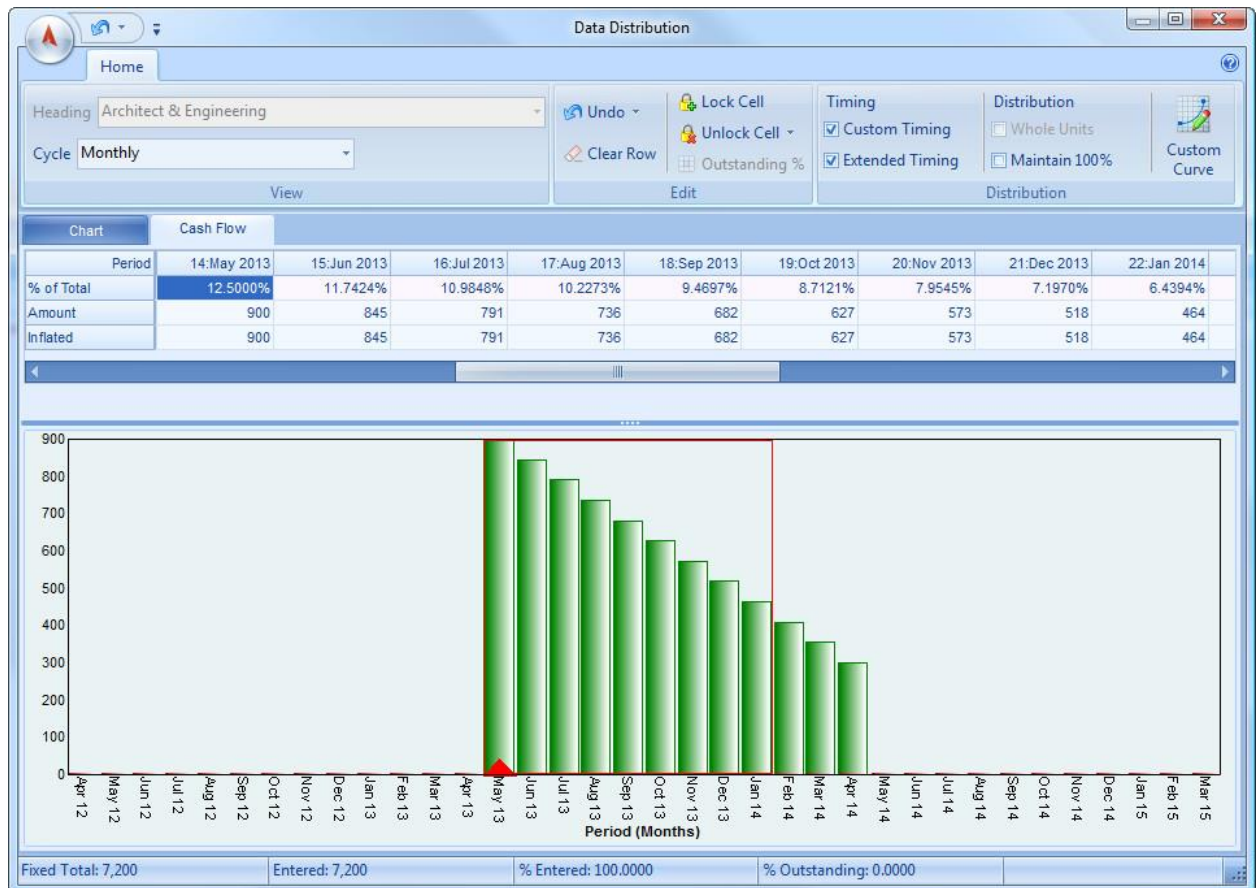 Data Distribution
Home
Heading Architect & Engineering
Cycle Monthly
View
Undo
Clear Row
Lock Cell
Unlock Cell
Outstanding %
Edit
Timing
Custom Timing
Extended Timing
Distribution
Whole Units
Maintain 100%
Custom
Curve
Distribution
Chart Cash Flow
Period 14:May 2013 15:Jun 2013 16:Jul 2013 17:Aug 2013 18:Sep 2013 19:Oct 2013 20:Nov 2013 21:Dec 2013 22:Jan 2014
% of Total 12.5000% 11.7424% 10.9848% 10.2273% 9.4697% 8.7121% 7.9545% 7.1970% 6.4394%
Amount 900 845 791 736 682 627 573 518 464
Inflated 900 845 791 736 682 627 573 518 464
900
800
700
600
500
400
300
200
100
0
Apr 12
May 12
Jun 12
Jul 12
Aug 12
Sep 12
Oct 12
Nov 12
Dec 12
Jan 13
Feb 13
Mar 13
Apr 13
May 13
Jun 13
Jul 13
Aug 13
Sep 13
Oct 13
Nov 13
Dec 13
Jan 14
Feb 14
Mar 14
Apr 14
May 14
Jun 14
Jul 14
Aug 14
Sep 14
Oct 14
Nov 14
Dec 14
Jan 15
Feb 15
Mar 15
Period (Months)
Fixed Total: 7,200 Entered: 7,200 % Entered: 100.0000 % Outstanding: 0.0000